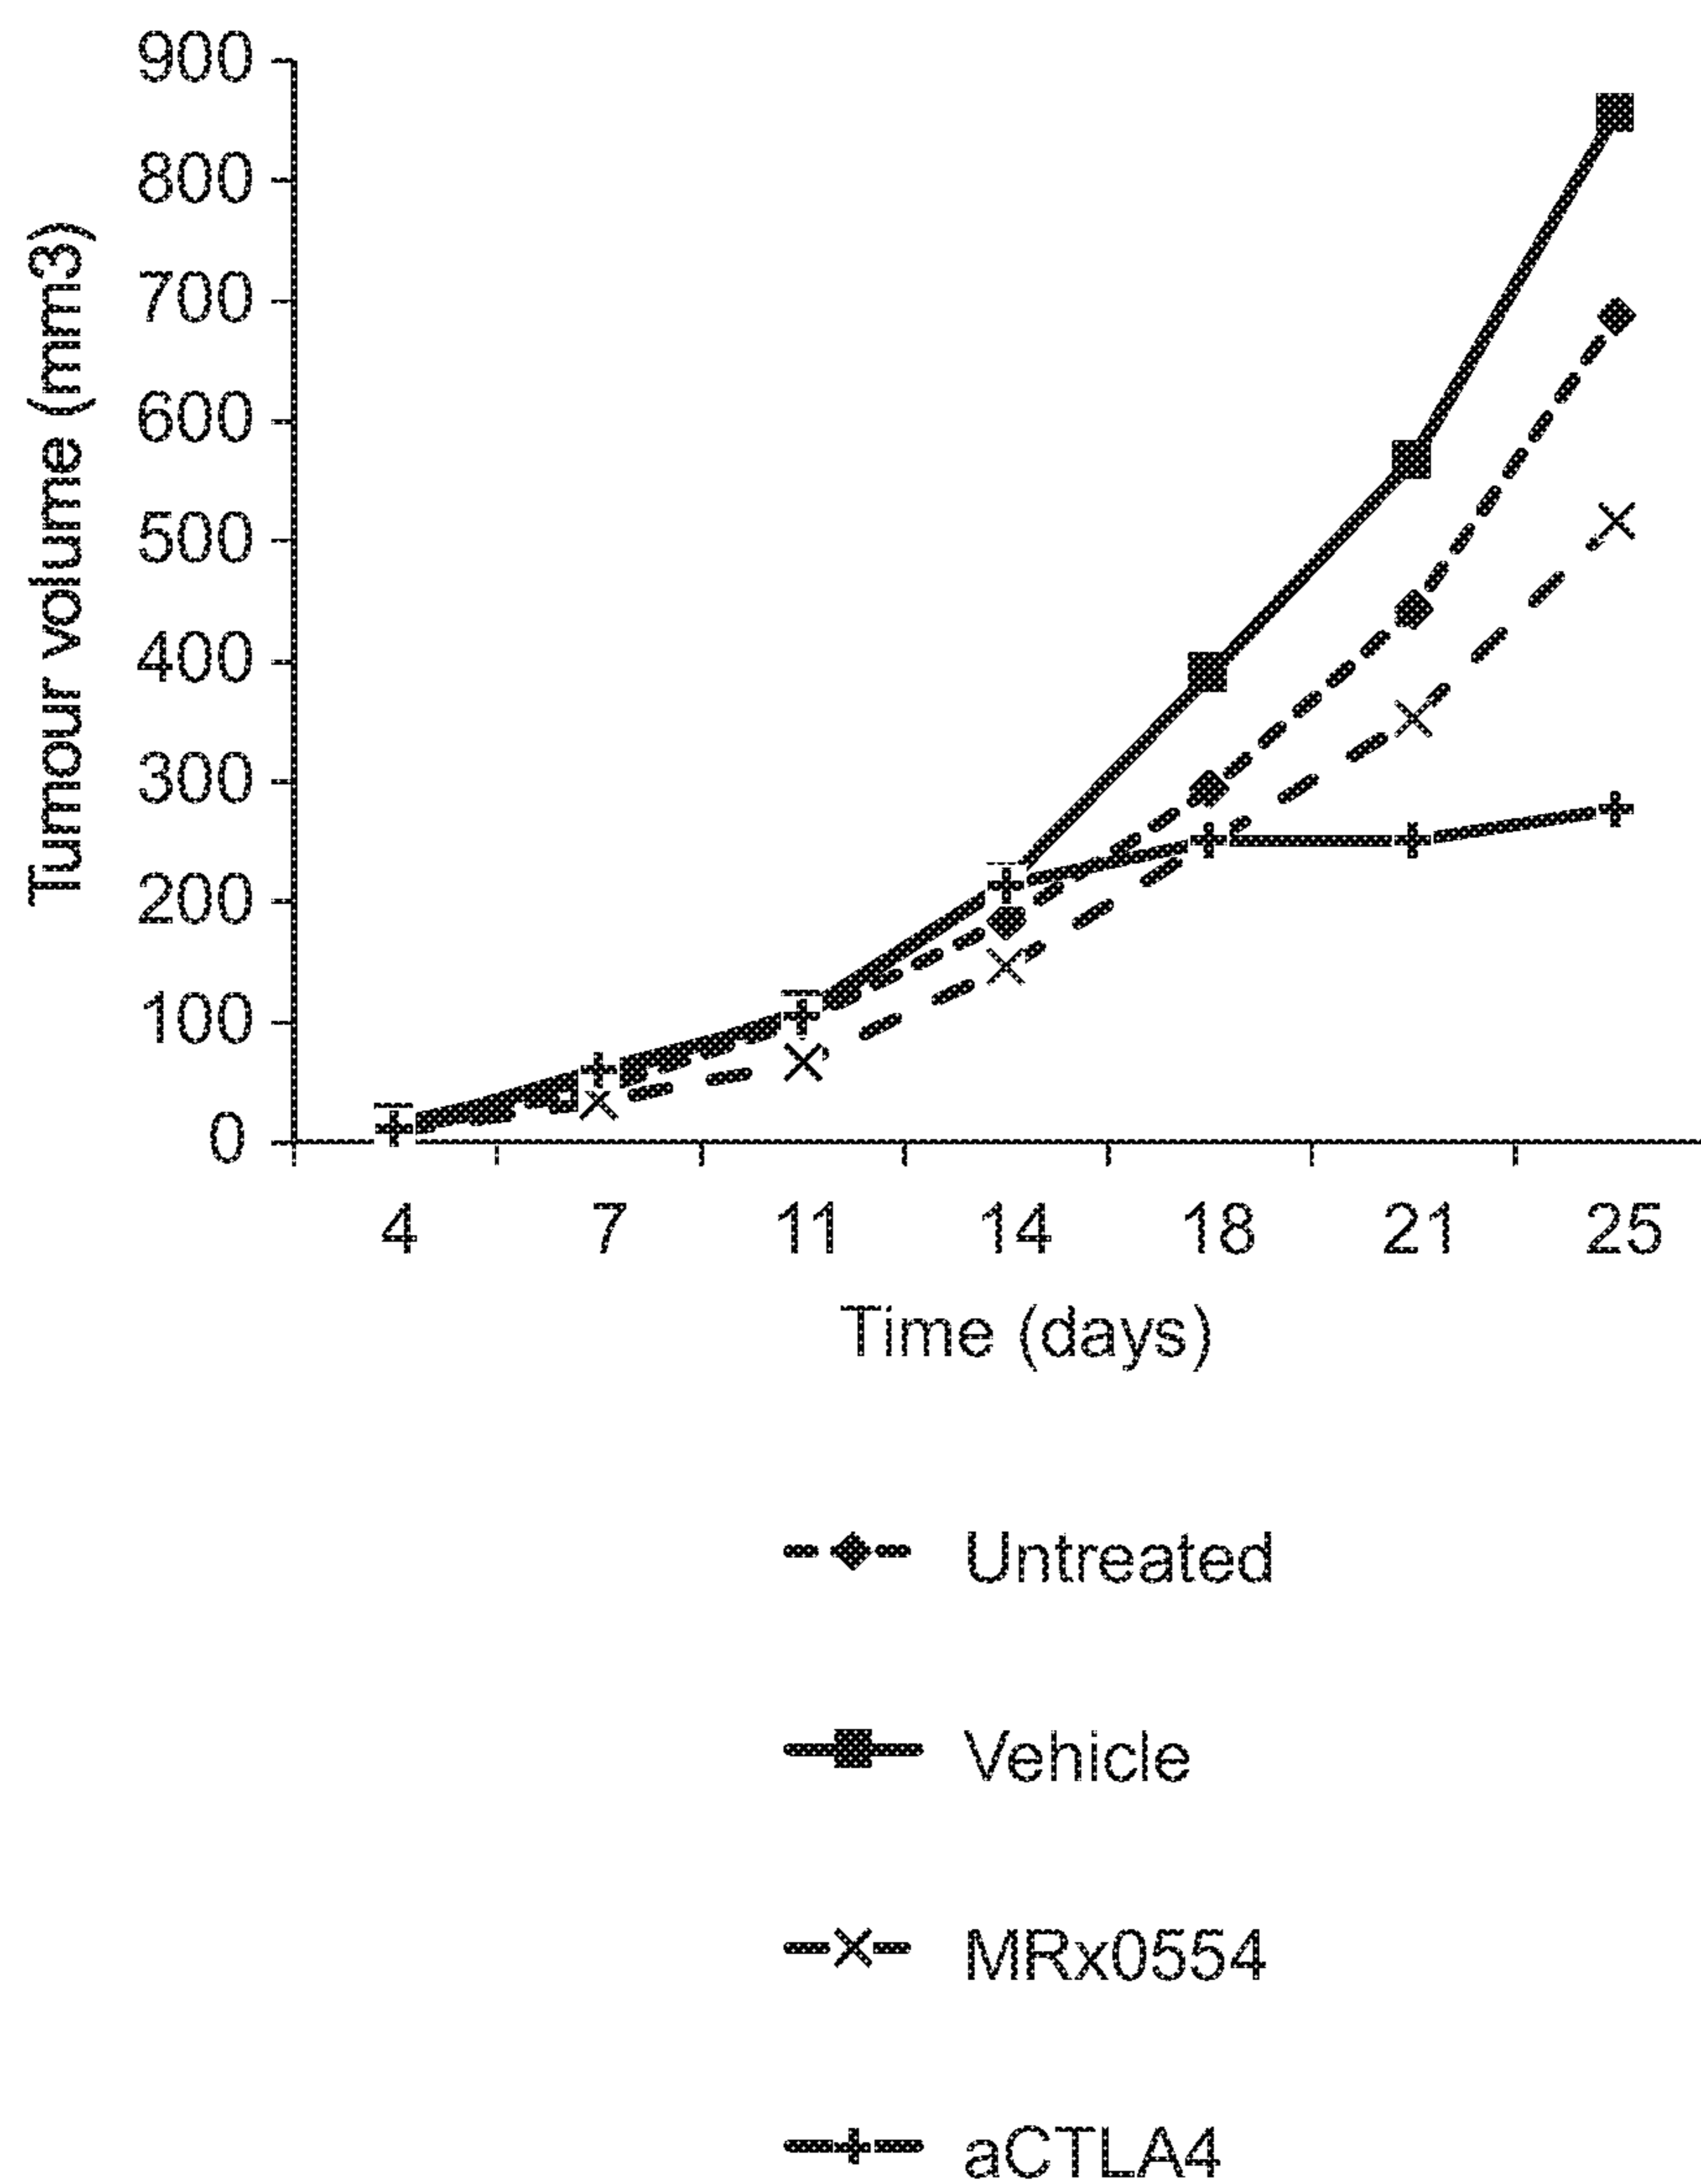 Tumour volume (mm3)
900
800
700
600
500
400
300
200
100
0
4 7 11 14 18 21 25
Time (days)
Untreated
Vehicle
MRx0554
aCTLA4